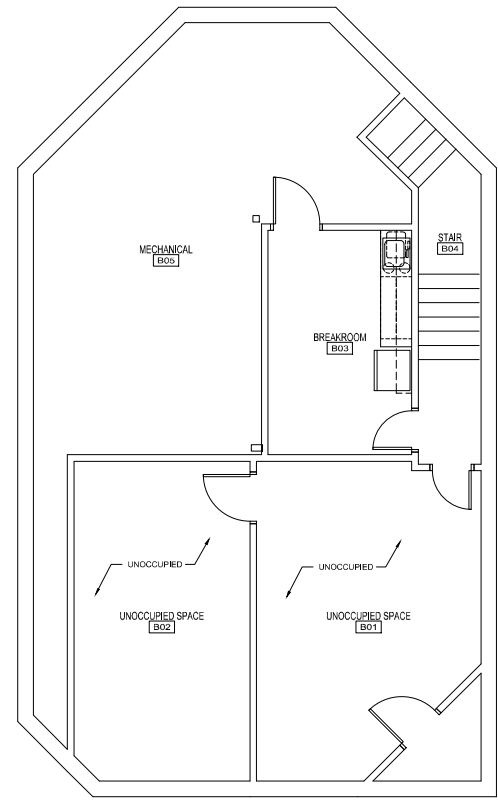 STAIR
B04
MECHANICAL
B05
BREAKROOM
B03
UNOCCUPIED
UNOCCUPIED
UNOCCUPIED SPACE
B02
UNOCCUPIED SPACE
B01